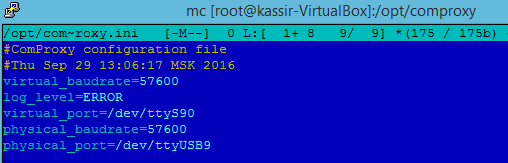 mc [root@kassir-VirtualBox]:/opt/comproxy
/opt/com~roxy.ini [-M--] 0 L:[ 1+ 8 9/ 9] *(175 / 175b)
#ComProxy configuration file
#Thu Sep 29 13:06:17 MSK 2016
virtual_baudrate=57600
log_level=ERROR
virtual_port=/dev/ttyS90
physical_baudrate=57600
physical_port=/dev/ttyUSB9